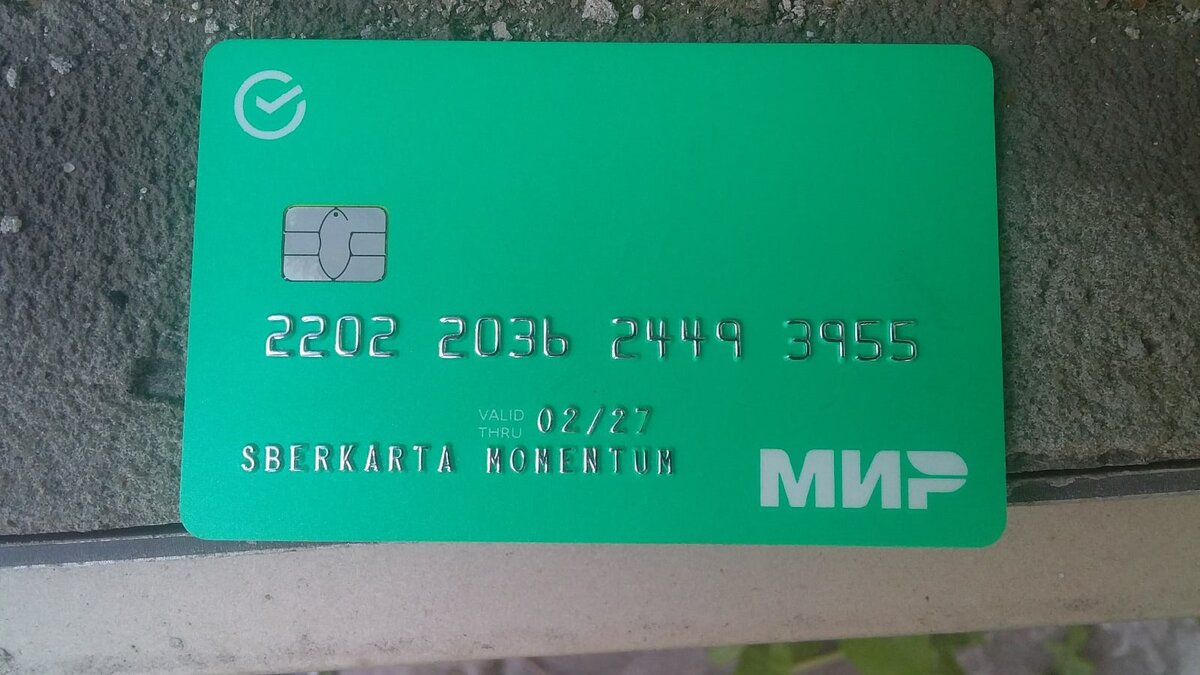 2202 2036 2449 3955
VALID THRU 02/27
SBERKARTA MOMENTUM
МИР